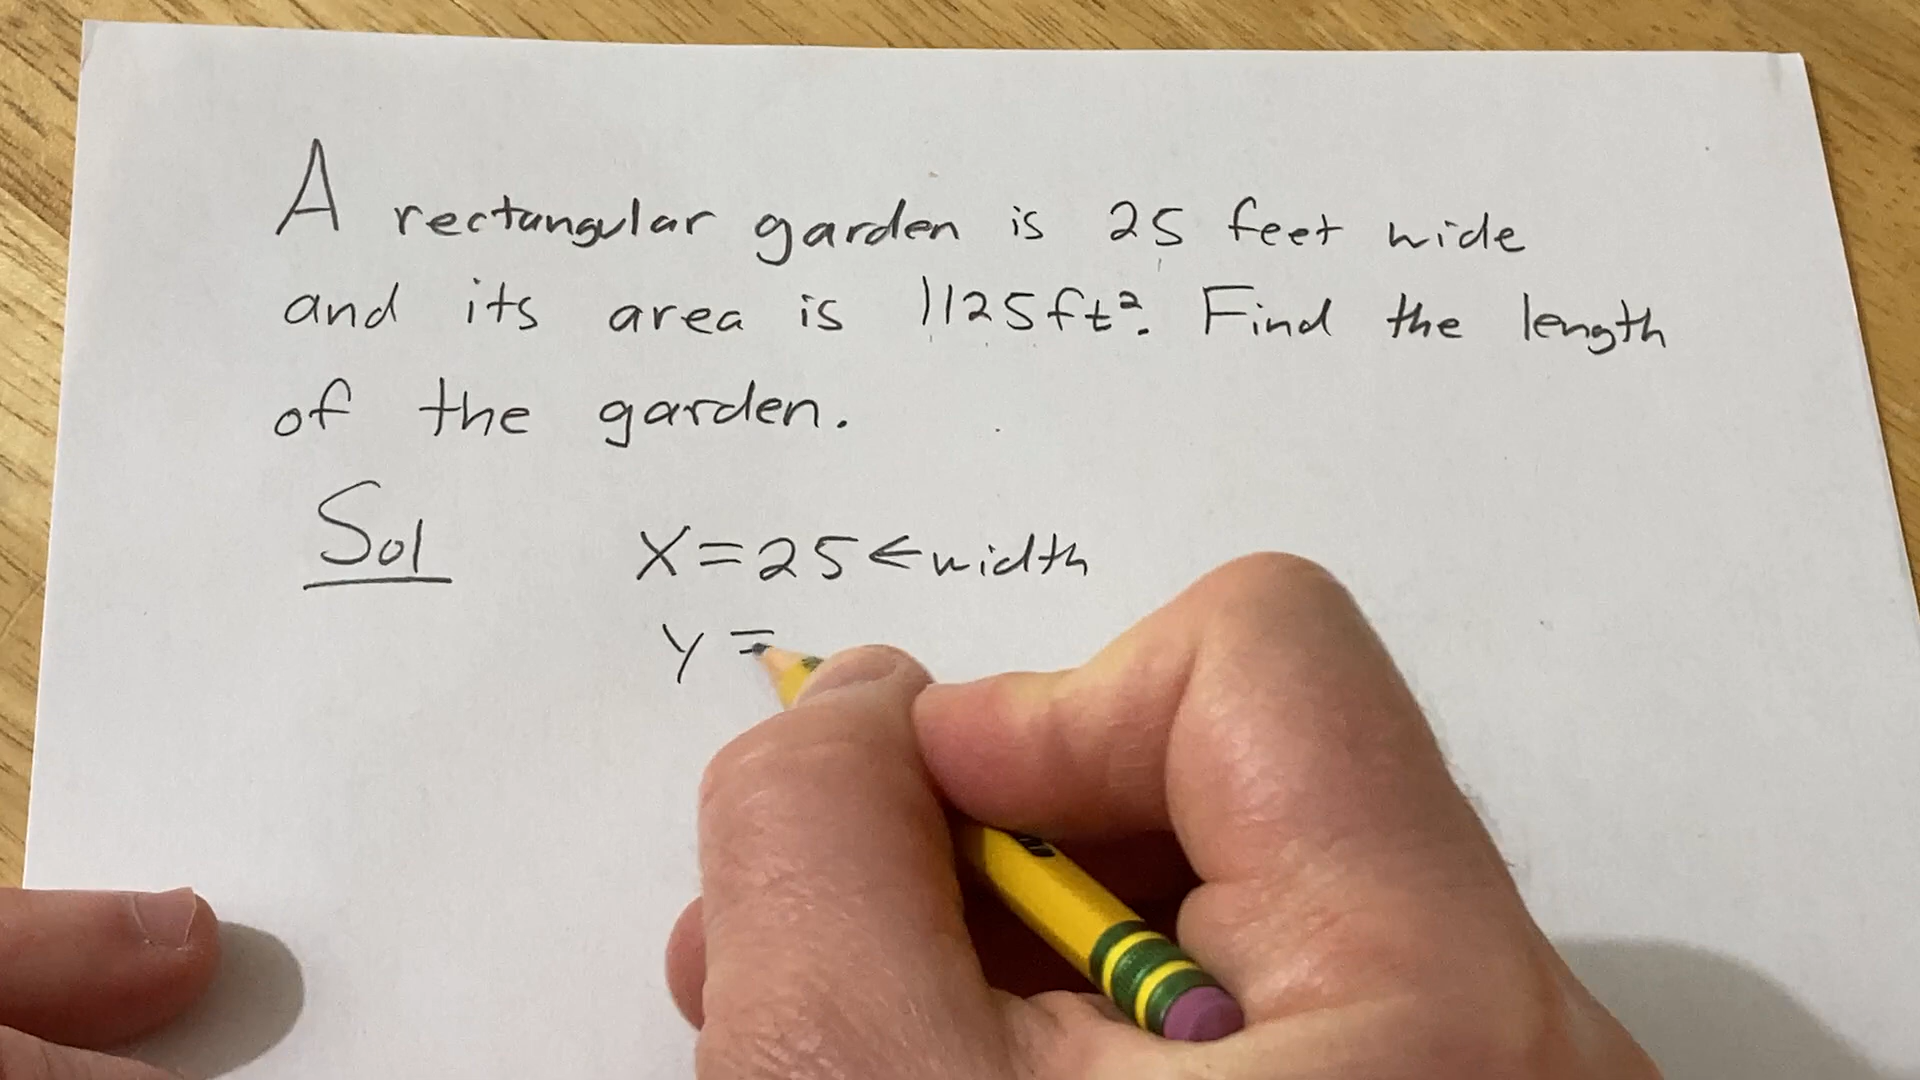 A rectangular garden is 25 feet wide
and its area is 1125ft². Find the length
of the garden.
Sol X=25←width
Y=